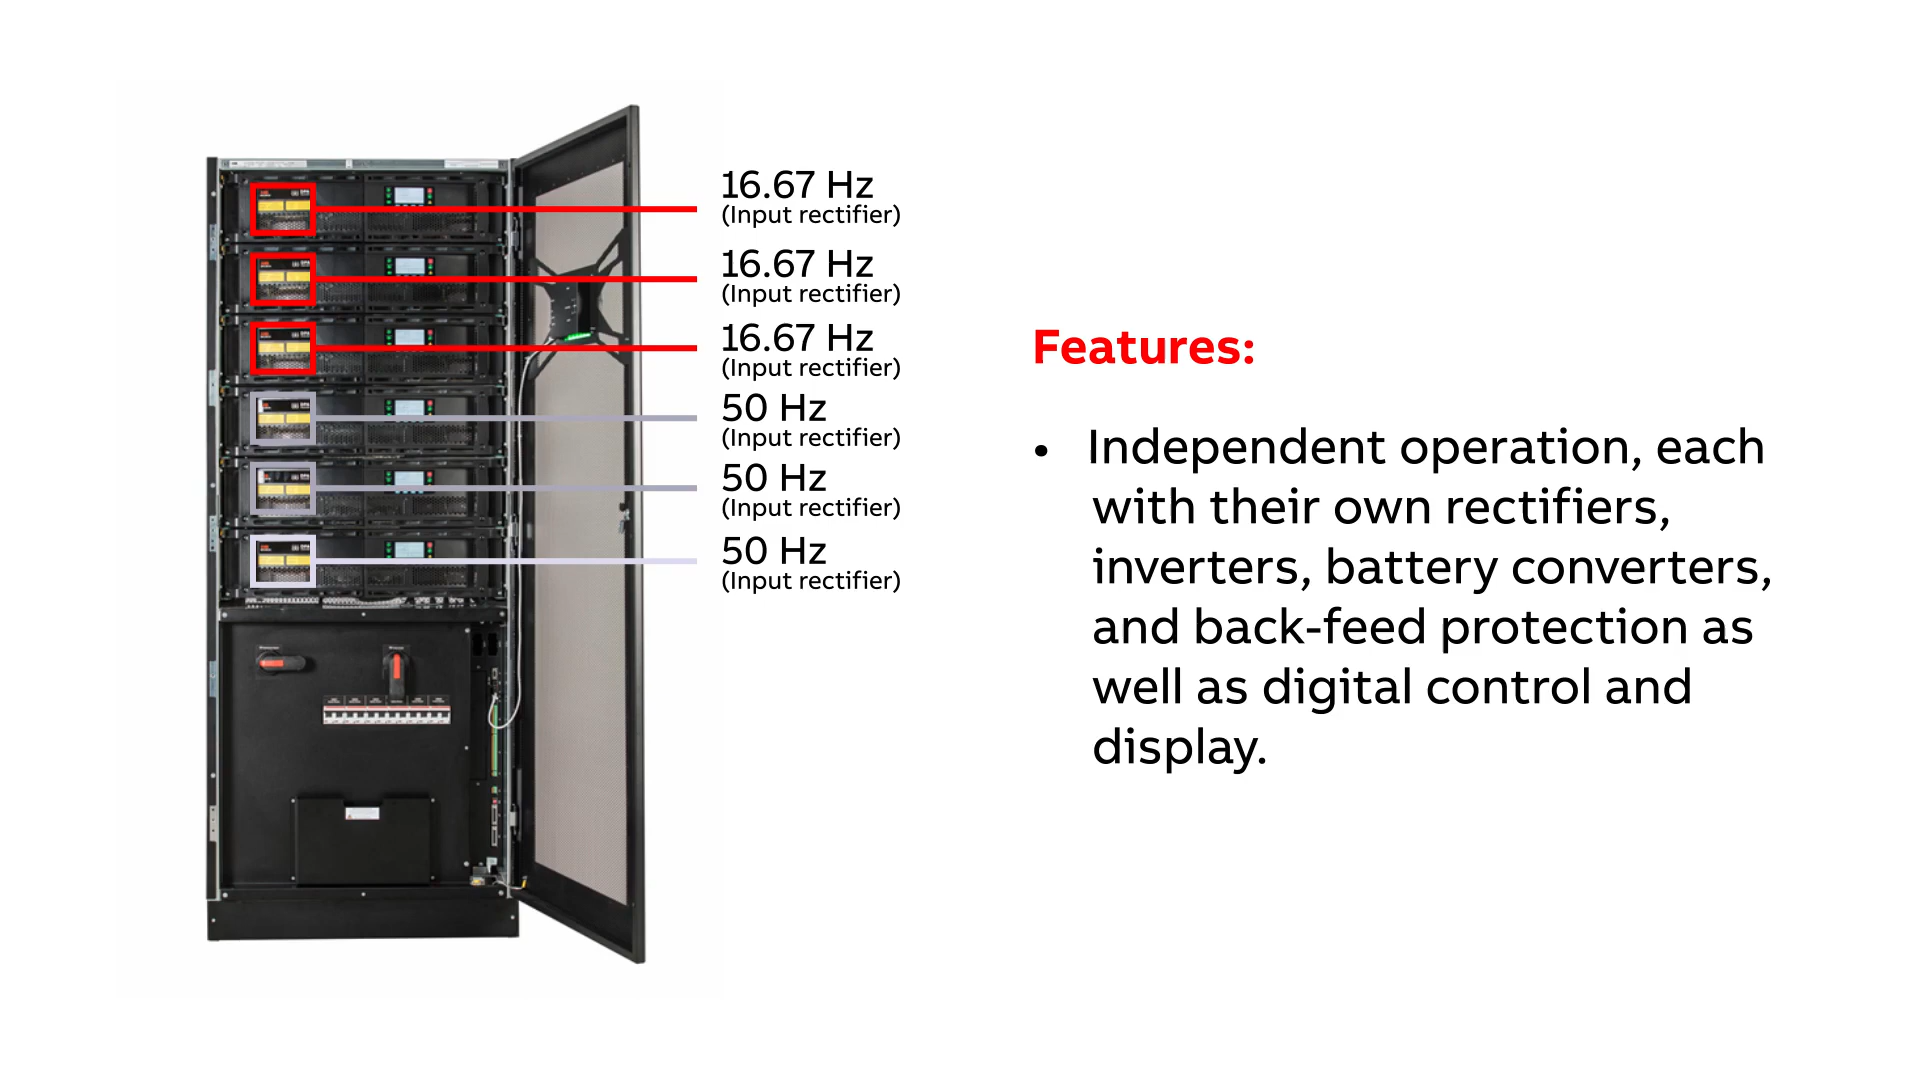 16.67 Hz
(Input rectifier)
16.67 Hz
(Input rectifier)
16.67 Hz
(Input rectifier)
50 Hz
(Input rectifier)
50 Hz
(Input rectifier)
50 Hz
(Input rectifier)
Features:
• Independent operation, each
with their own rectifiers,
inverters, battery converters,
and back-feed protection as
well as digital control and
display.